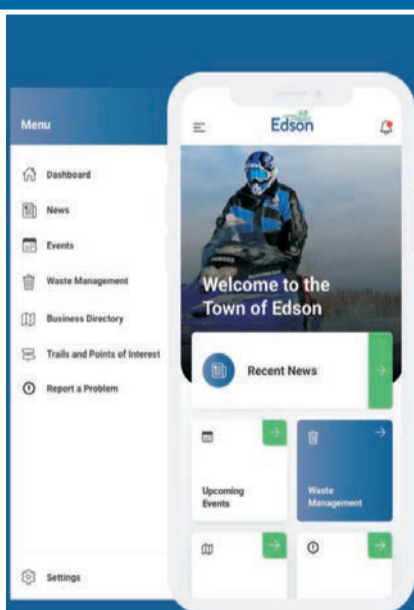 Menu
Dashboard
News
Events
Waste Management
Business Directory
Trails and Points of Interest
Report a Problem
Settings
Edson
YAMAHA
Welcome to the
Town of Edson
Recent News
Upcoming
Events
Waste
Management